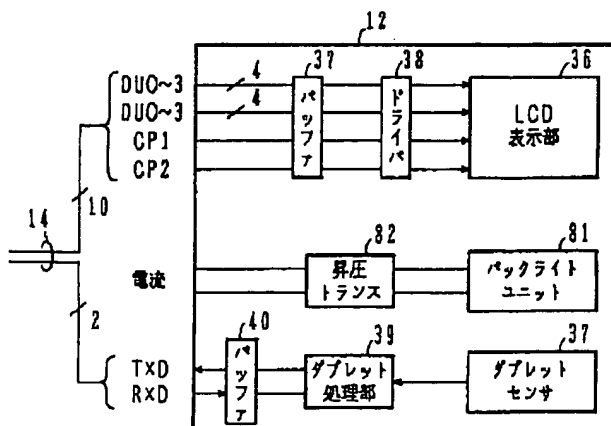 12
37
38
36
DU0~3
4
DU0~3
4
CP1
CP2
バッファ
ドライバ
LCD
表示部
14
10
電流
82
昇圧
トランス
81
バックライト
ユニット
2
40
TXD
RXD
バッファ
39
タブレット
処理部
37
タブレット
センサ